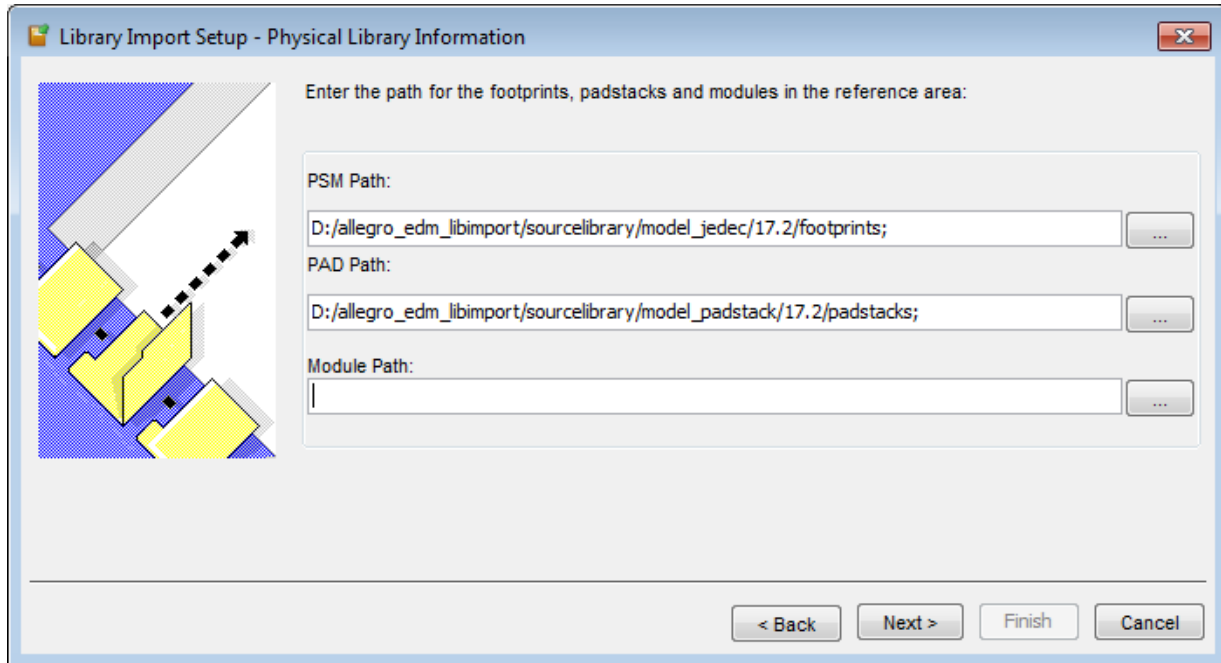 Library Import Setup - Physical Library Information
Enter the path for the footprints, padstacks and modules in the reference area:
PSM Path:
D:/allegro_edm_libimport/sourcelibrary/model_jedec/17.2/footprints;
...
PAD Path:
D:/allegro_edm_libimport/sourcelibrary/model_padstack/17.2/padstacks;
...
Module Path:
...
< Back Next > Finish Cancel